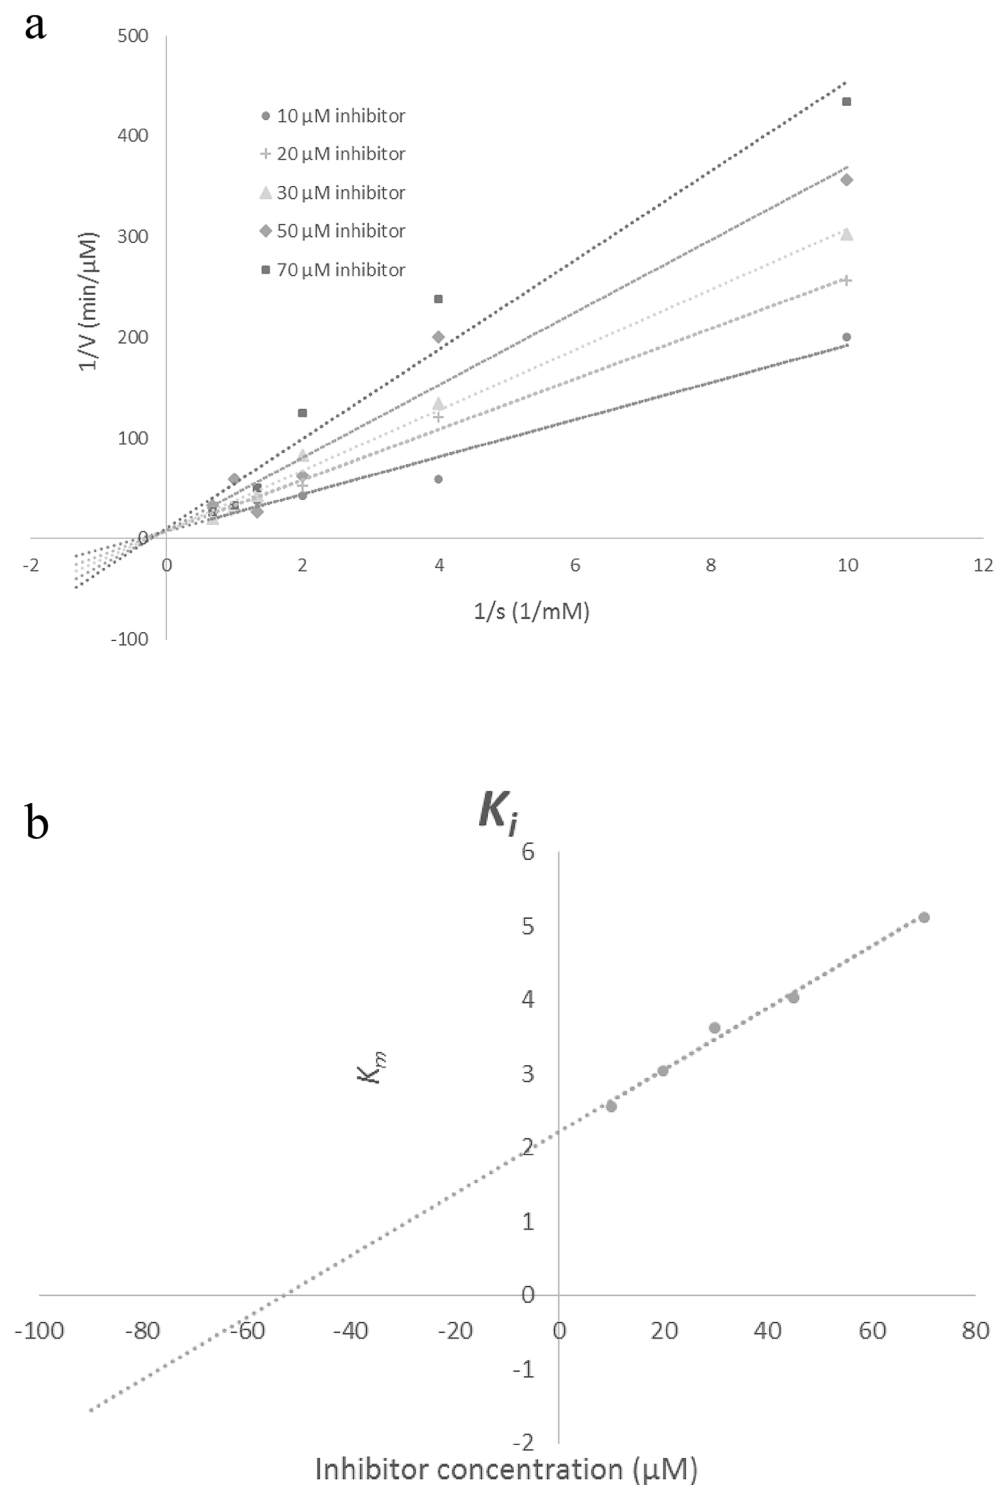 a
500
400
300
200
100
0
-100
1/V (min/µM)
10 µM inhibitor
20 µM inhibitor
30 µM inhibitor
50 µM inhibitor
70 µM inhibitor
-2 0 2 4 6 8 10 12
1/s (1/mM)
b
Ki
6
5
4
3
2
1
0
-1
-2
Km
-100 -80 -60 -40 -20 0 20 40 60 80
Inhibitor concentration (µM)